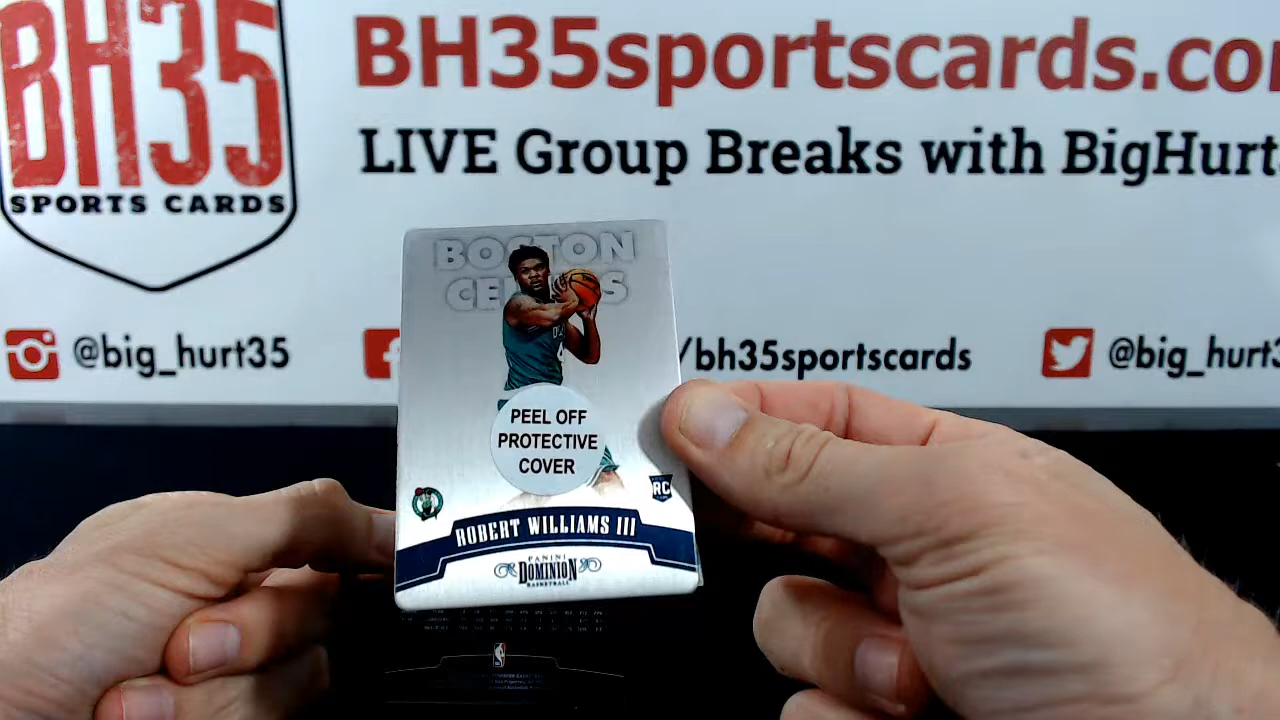 BH35
SPORTS CARDS
BH35sportscards.co
LIVE Group Breaks with BigHurt
@big_hurt35
/bh35sportscards
@big_hurt3
BOSTON
CE S
PEEL OFF
PROTECTIVE
COVER
RC
ROBERT WILLIAMS III
PANINI
DOMINION
BASKETBALL